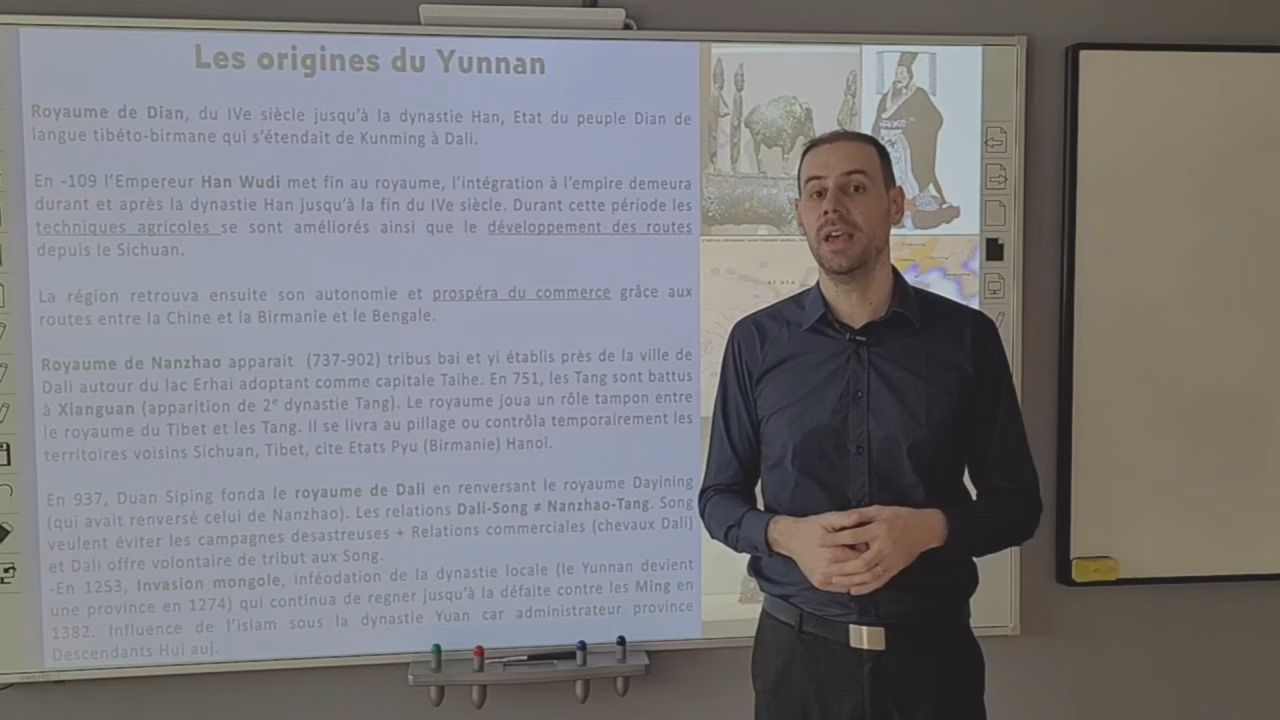 Les origines du Yunnan
Royaume de Dian, du IVe siècle jusqu'à la dynastie Han, Etat du peuple Dian de
langue tibéto-birmane qui s'étendait de Kunming à Dali.
En -109 l'Empereur Han Wudi met fin au royaume, l'intégration à l'empire demeura
durant et après la dynastie Han jusqu'à la fin du IVe siècle. Durant cette période les
techniques agricoles se sont améliorés ainsi que le développement des routes
depuis le Sichuan.
La région retrouva ensuite son autonomie et prospéra du commerce grâce aux
routes entre la Chine et la Birmanie et le Bengale.
Royaume de Nanzhao apparait (737-902) tribus bai et yi établis près de la ville de
Dali autour du lac Erhai adoptant comme capitale Taihe. En 751, les Tang sont battus
à Xianguan (apparition de 2e dynastie Tang). Le royaume joua un rôle tampon entre
le royaume du Tibet et les Tang. Il se livra au pillage ou contrôla temporairement les
territoires voisins Sichuan, Tibet, cite Etats Pyu (Birmanie) Hanoi.
En 937, Duan Siping fonda le royaume de Dali en renversant le royaume Dayining
(qui avait renversé celui de Nanzhao). Les relations Dali-Song ≠ Nanzhao-Tang. Song
veulent éviter les campagnes desastreuses + Relations commerciales (chevaux Dali)
et Dali offre volontaire de tribut aux Song.
-En 1253, Invasion mongole, inféodation de la dynastie locale (le Yunnan devient
une province en 1274) qui continua de regner jusqu'à la défaite contre les Ming en
1382. Influence de l'islam sous la dynastie Yuan car administrateur province
Descendants Hui auj.